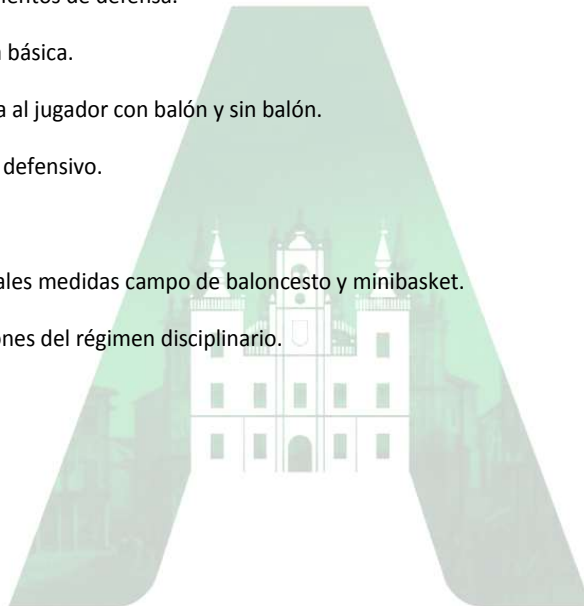 entos de defensa.
básica.
a al jugador con balón y sin balón.
defensivo.
ales medidas campo de baloncesto y minibasket.
ones del régimen disciplinario.